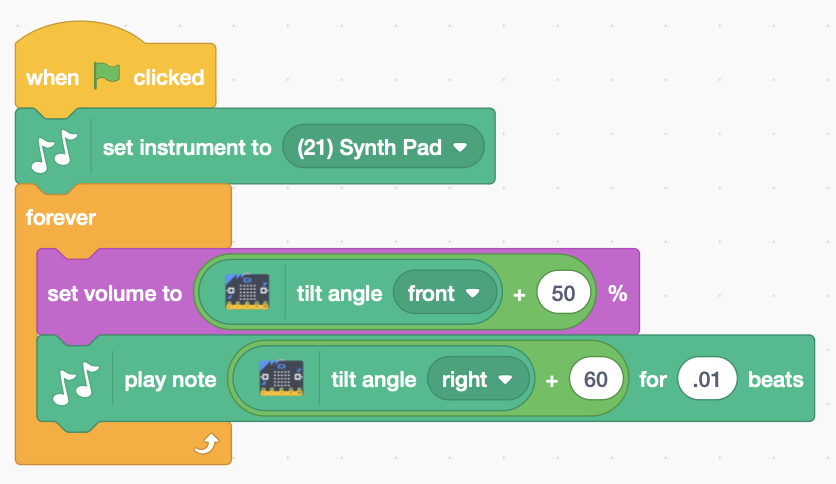 when clicked
set instrument to (21) Synth Pad
forever
set volume to tilt angle front + 50 %
play note tilt angle right + 60 for .01 beats